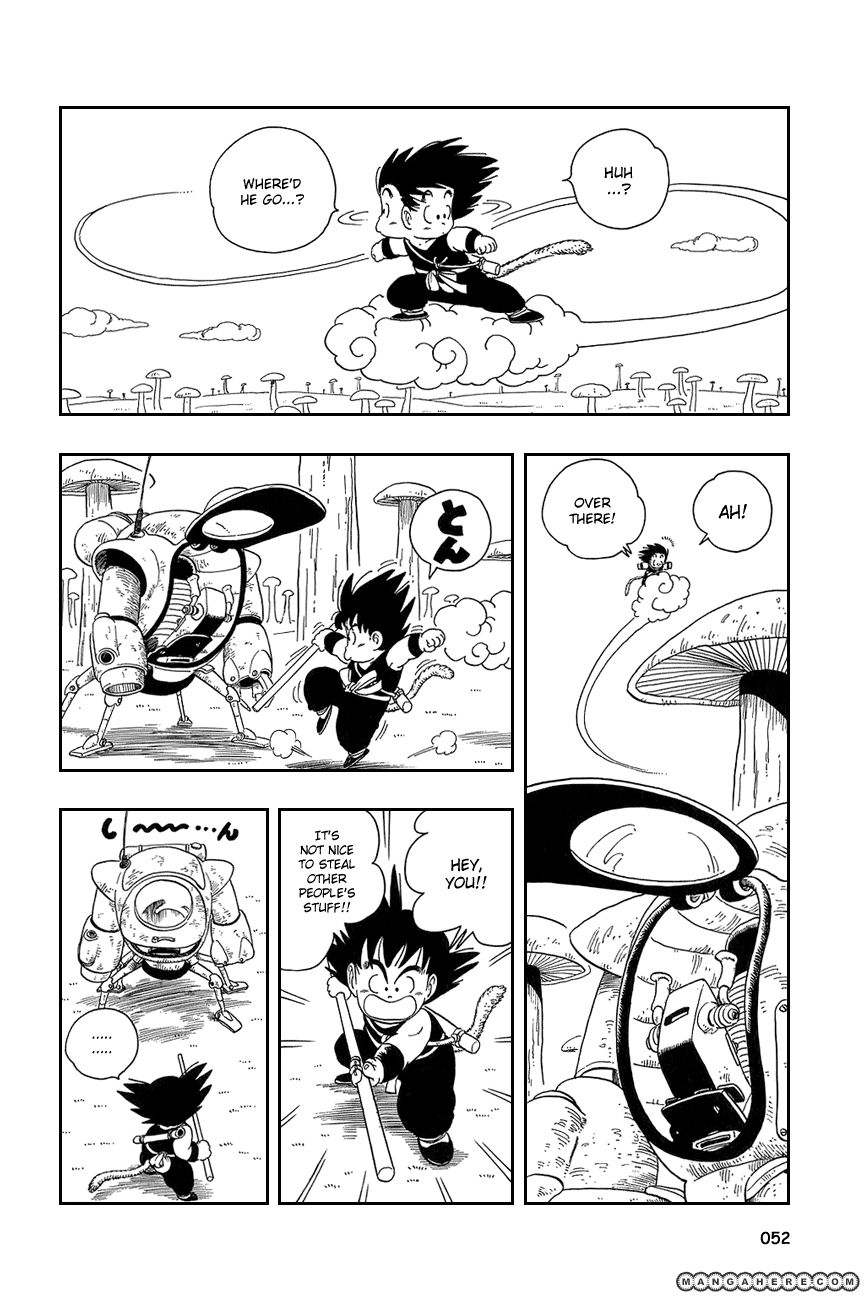 HUH
...?
WHERE'D
HE GO...?
AH!
OVER
THERE!
とん
HEY,
YOU!!
IT'S
NOT NICE
TO STEAL
OTHER
PEOPLE'S
STUFF!!
し〜〜〜…ん
.....
.....
052
MANGAHERE.COM